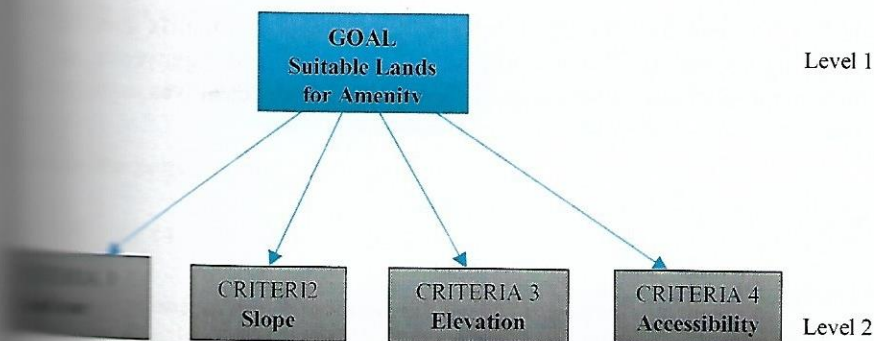 GOAL
Suitable Lands
for Amenity
Level 1
CRITERI2
Slope
CRITERIA 3
Elevation
CRITERIA 4
Accessibility
Level 2